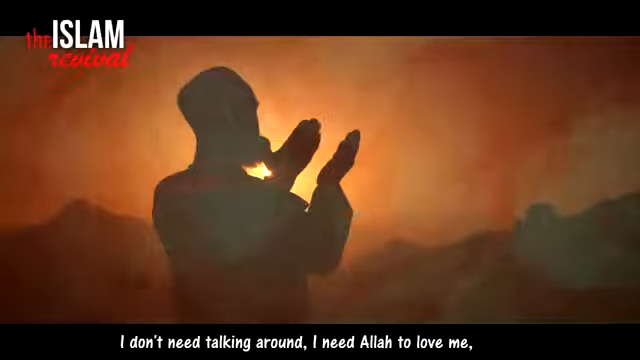 the ISLAM
revival
I don't need talking around, I need Allah to love me,